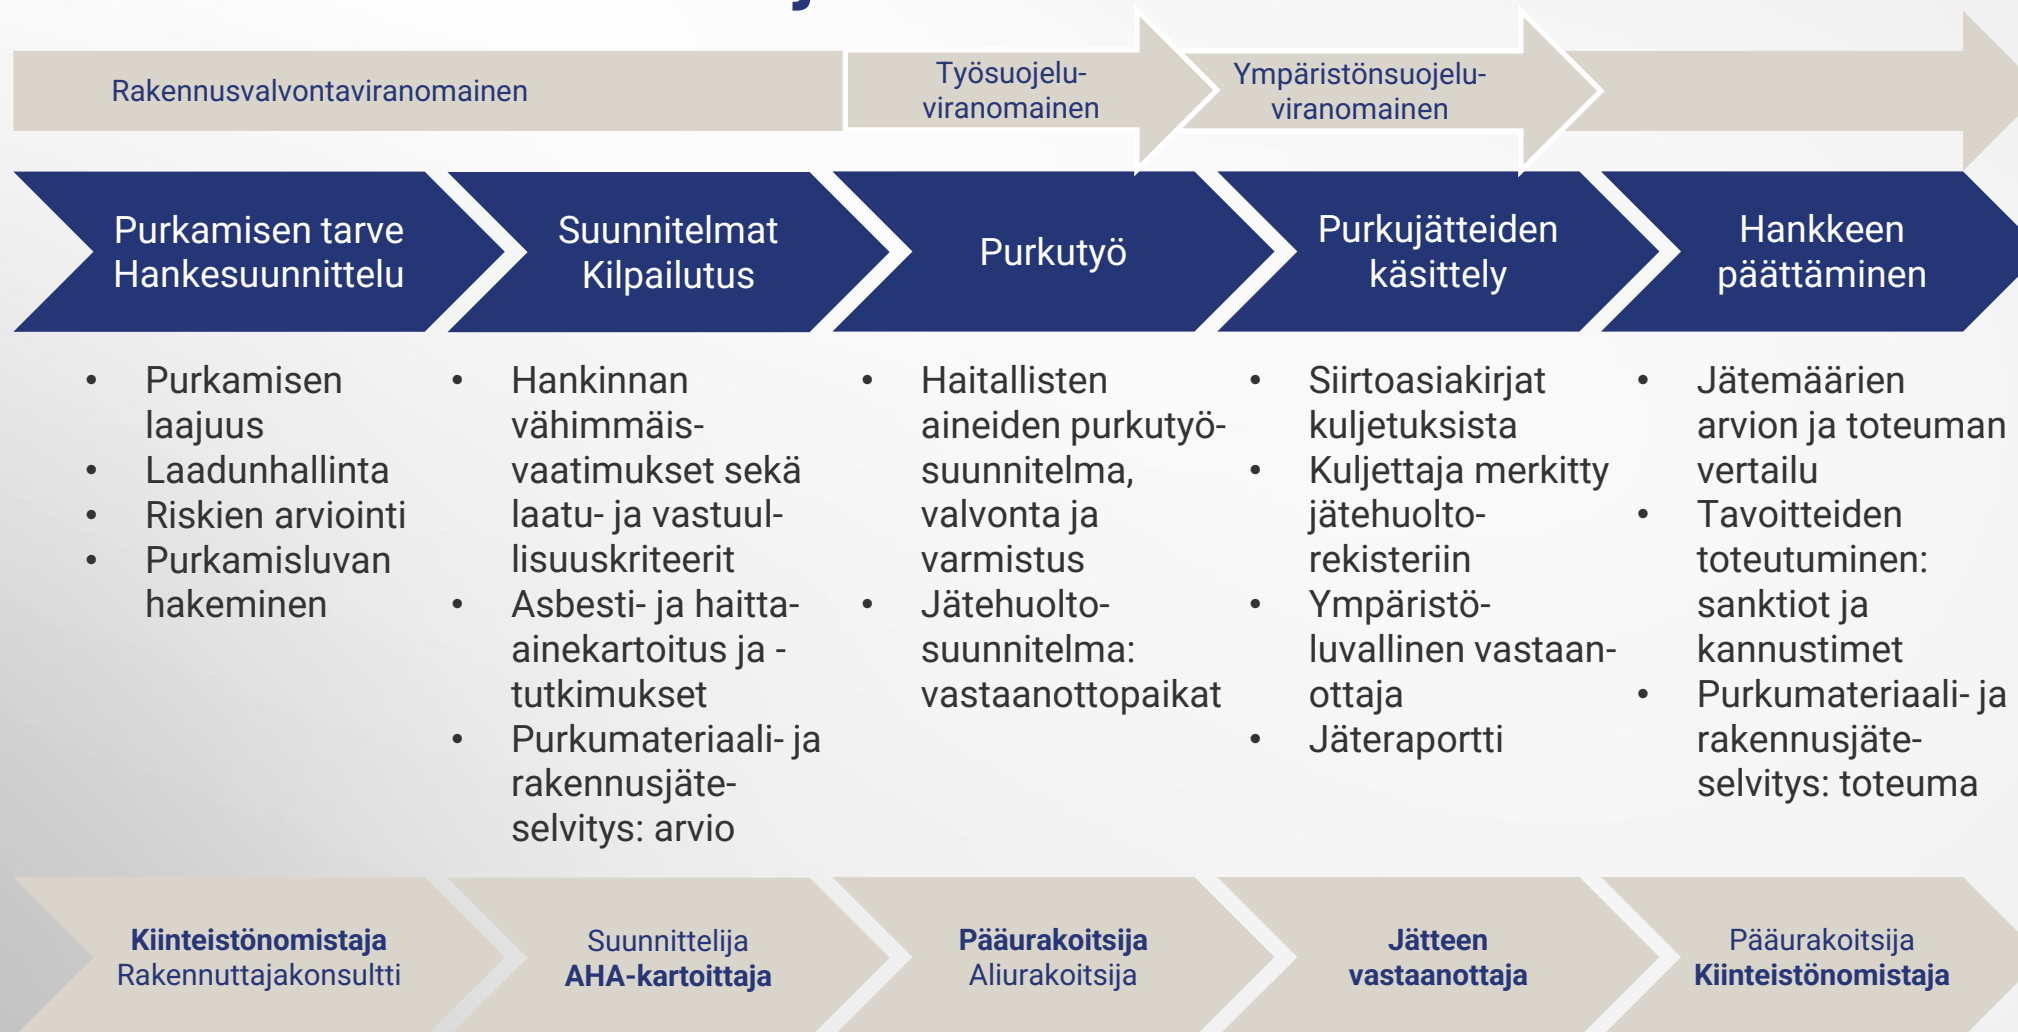 Rakennusvalvontaviranomainen
Työsuojelu-
viranomainen
Ympäristönsuojelu-
viranomainen
Purkamisen tarve
Hankesuunnittelu
Suunnitelmat
Kilpailutus
Purkutyö
Purkujätteiden
käsittely
Hankkeen
päättäminen
• Purkamisen
laajuus
• Laadunhallinta
• Riskien arviointi
• Purkamisluvan
hakeminen
• Hankinnan
vähimmäis-
vaatimukset sekä
laatu- ja vastuul-
lisuuskriteerit
• Asbesti- ja haitta-
ainekartoitus ja -
tutkimukset
• Purkumateriaali- ja
rakennusjäte-
selvitys: arvio
• Haitallisten
aineiden purkutyö-
suunnitelma,
valvonta ja
varmistus
• Jätehuolto-
suunnitelma:
vastaanottopaikat
• Siirtoasiakirjat
kuljetuksista
• Kuljettaja merkitty
jätehuolto-
rekisteriin
• Ympäristö-
luvallinen vastaan-
ottaja
• Jäteraportti
• Jätemäärien
arvion ja toteuman
vertailu
• Tavoitteiden
toteutuminen:
sanktiot ja
kannustimet
• Purkumateriaali- ja
rakennusjäte-
selvitys: toteuma
Kiinteistönomistaja
Rakennuttajakonsultti
Suunnittelija
AHA-kartoittaja
Pääurakoitsija
Aliurakoitsija
Jätteen
vastaanottaja
Pääurakoitsija
Kiinteistönomistaja